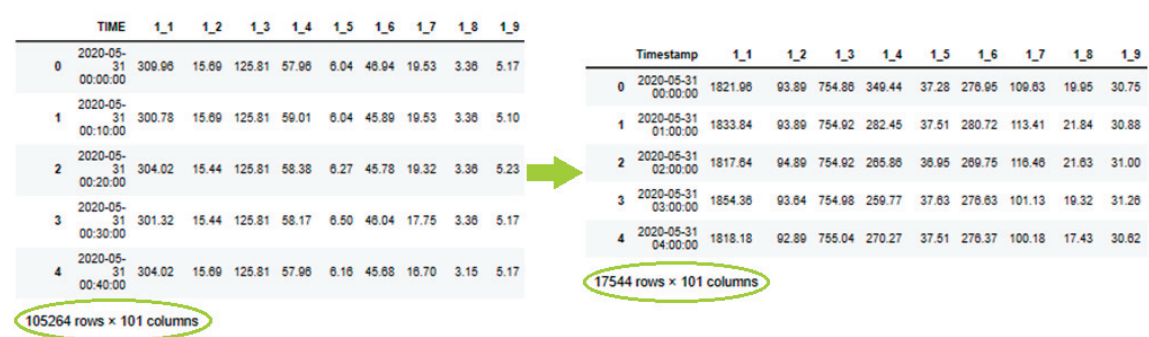 TIME 1_1 1_2 1_3 1_4 1_5 1_6 1_7 1_8 1_9
2020-05-
0 31 309.96 15.69 125.81 57.96 6.04 46.94 19.53 3.36 5.17
00:00:00
2020-05-
1 31 300.78 15.69 125.81 59.01 6.04 45.89 19.53 3.36 5.10
00:10:00
2020-05-
2 31 304.02 15.44 125.81 58.38 6.27 45.78 19.32 3.36 5.23
00:20:00
2020-05-
3 31 301.32 15.44 125.81 58.17 6.50 46.04 17.75 3.36 5.17
00:30:00
2020-05-
4 31 304.02 15.69 125.81 57.96 6.16 45.68 16.70 3.15 5.17
00:40:00
105264 rows × 101 columns
Timestamp 1_1 1_2 1_3 1_4 1_5 1_6 1_7 1_8 1_9
0 2020-05-31 1821.96 93.89 754.86 349.44 37.28 276.95 109.63 19.95 30.75
00:00:00
1 2020-05-31 1833.84 93.89 754.92 282.45 37.51 280.72 113.41 21.84 30.88
01:00:00
2 2020-05-31 1817.64 94.89 754.92 265.86 36.95 269.75 116.46 21.63 31.00
02:00:00
3 2020-05-31 1854.36 93.64 754.98 259.77 37.63 276.63 101.13 19.32 31.26
03:00:00
4 2020-05-31 1818.18 92.89 755.04 270.27 37.51 276.37 100.18 17.43 30.62
04:00:00
17544 rows × 101 columns